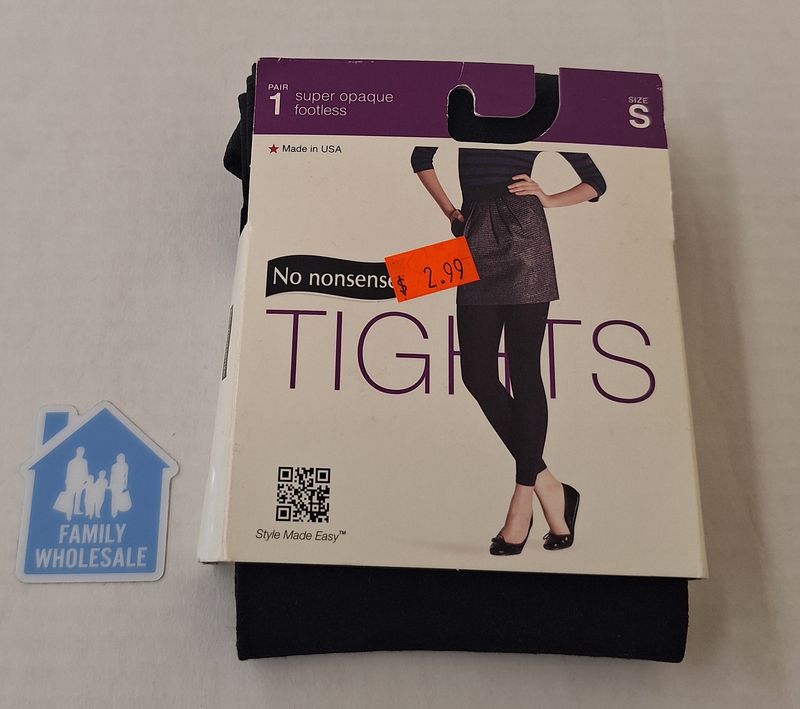 PAIR
1 super opaque
footless
SIZE
S
★ Made in USA
No nonsense
$ 2.99
TIGHTS
Style Made Easy™
FAMILY
WHOLESALE